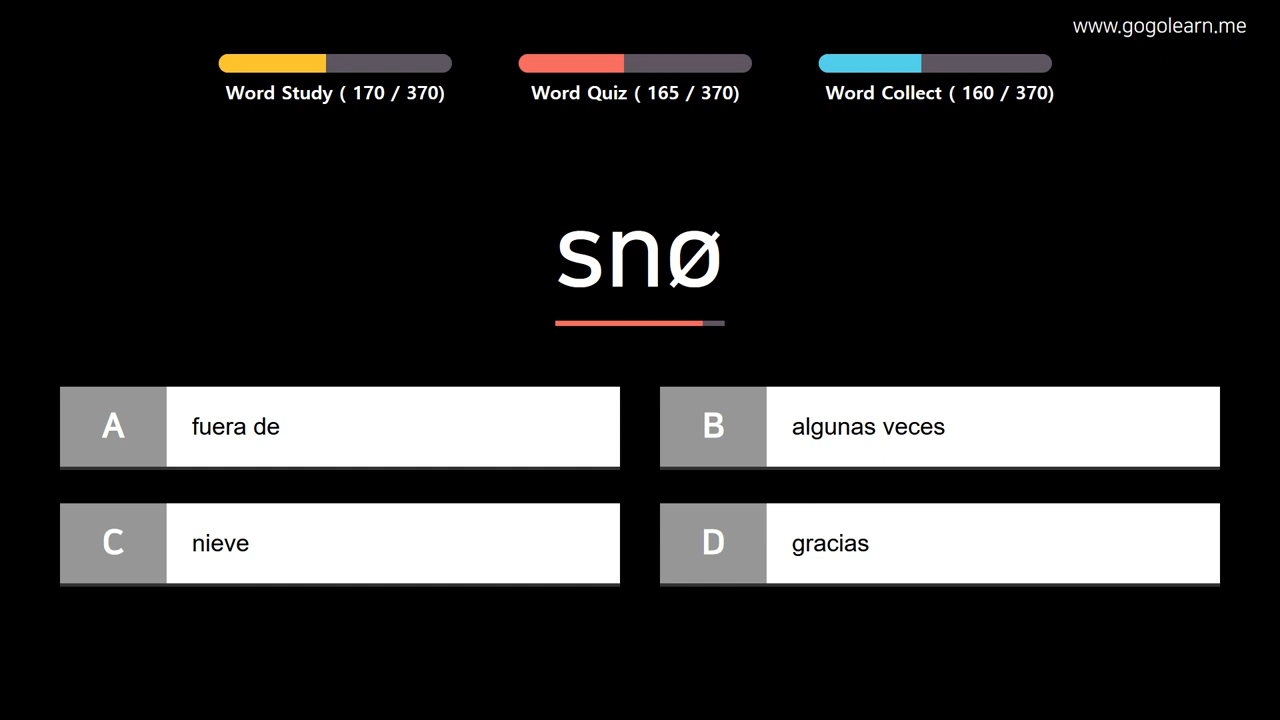 www.gogolearn.me
Word Study ( 170 / 370)
Word Quiz ( 165 / 370)
Word Collect ( 160 / 370)
snø
A
fuera de
B
algunas veces
C
nieve
D
gracias